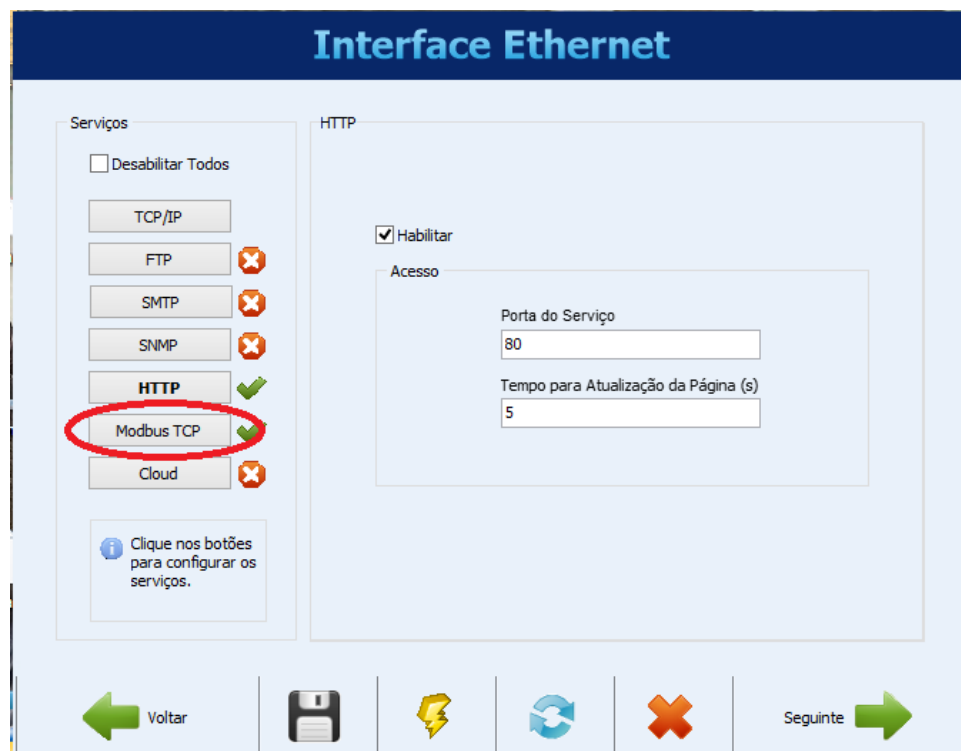 Interface Ethernet
Serviços
Desabilitar Todos
TCP/IP
FTP
SMTP
SNMP
HTTP
Modbus TCP
Cloud
Clique nos botões
para configurar os
serviços.
HTTP
Habilitar
Acesso
Porta do Serviço
80
Tempo para Atualização da Página (s)
5
Voltar
Seguinte